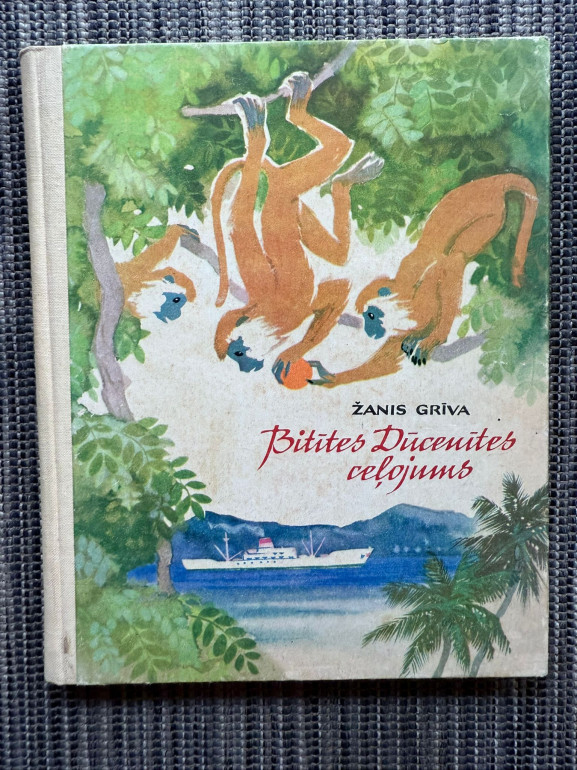 ŽANIS GRĪVA
Bitītes Dūcenītes
ceļojums